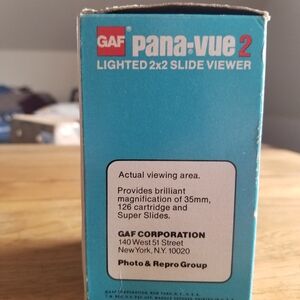 GAF pana-vue 2
LIGHTED 2x2 SLIDE VIEWER
Actual viewing area.
Provides brilliant
magnification of 35mm,
126 cartridge and
Super Slides.
GAF CORPORATION
140 West 51 Street
New York, N.Y. 10020
Photo & Repro Group